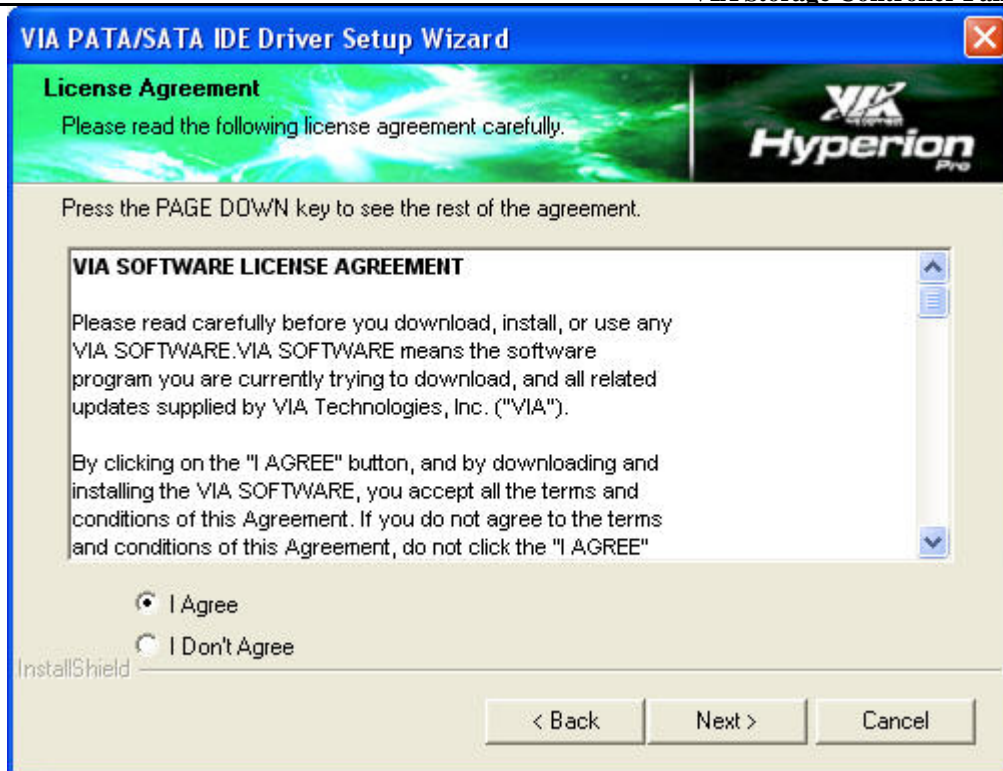 VIA Storage Controller
VIA PATA/SATA IDE Driver Setup Wizard
License Agreement
Please read the following license agreement carefully.
VIA
Hyperion
Pro
Press the PAGE DOWN key to see the rest of the agreement.
VIA SOFTWARE LICENSE AGREEMENT
Please read carefully before you download, install, or use any
VIA SOFTWARE.VIA SOFTWARE means the software
program you are currently trying to download, and all related
updates supplied by VIA Technologies, Inc. ("VIA").
By clicking on the "I AGREE" button, and by downloading and
installing the VIA SOFTWARE, you accept all the terms and
conditions of this Agreement. If you do not agree to the terms
and conditions of this Agreement, do not click the "I AGREE"
I Agree
I Don't Agree
InstallShield
< Back
Next >
Cancel